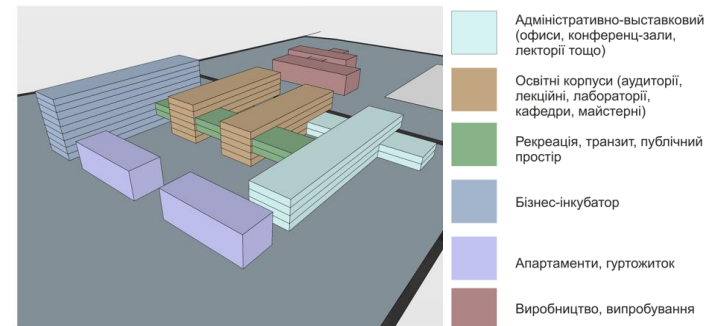 Адміністративно-виставковий
(офиси, конференц-зали,
лекторії тощо)
Освітні корпуси (аудиторії,
лекційні, лабораторії,
кафедри, майстерні)
Рекреація, транзит, публічний
простір
Бізнес-інкубатор
Апартаменти, гуртожиток
Виробництво, випробування